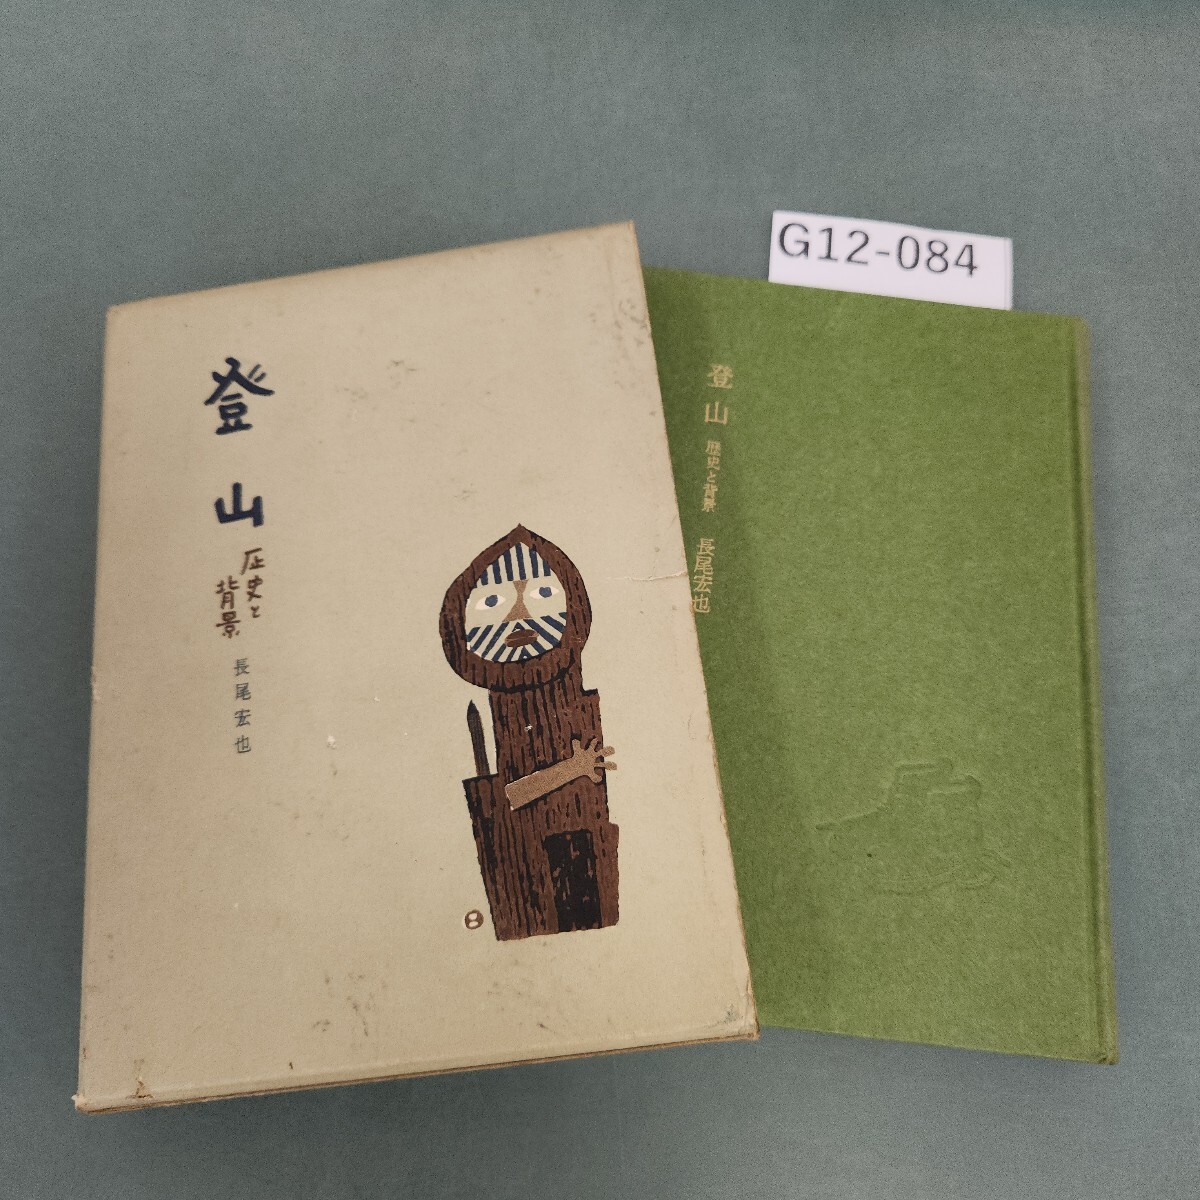 登山
歴史と
背景
長尾宏也
G12-084
登山 歴史と背景 長尾宏也